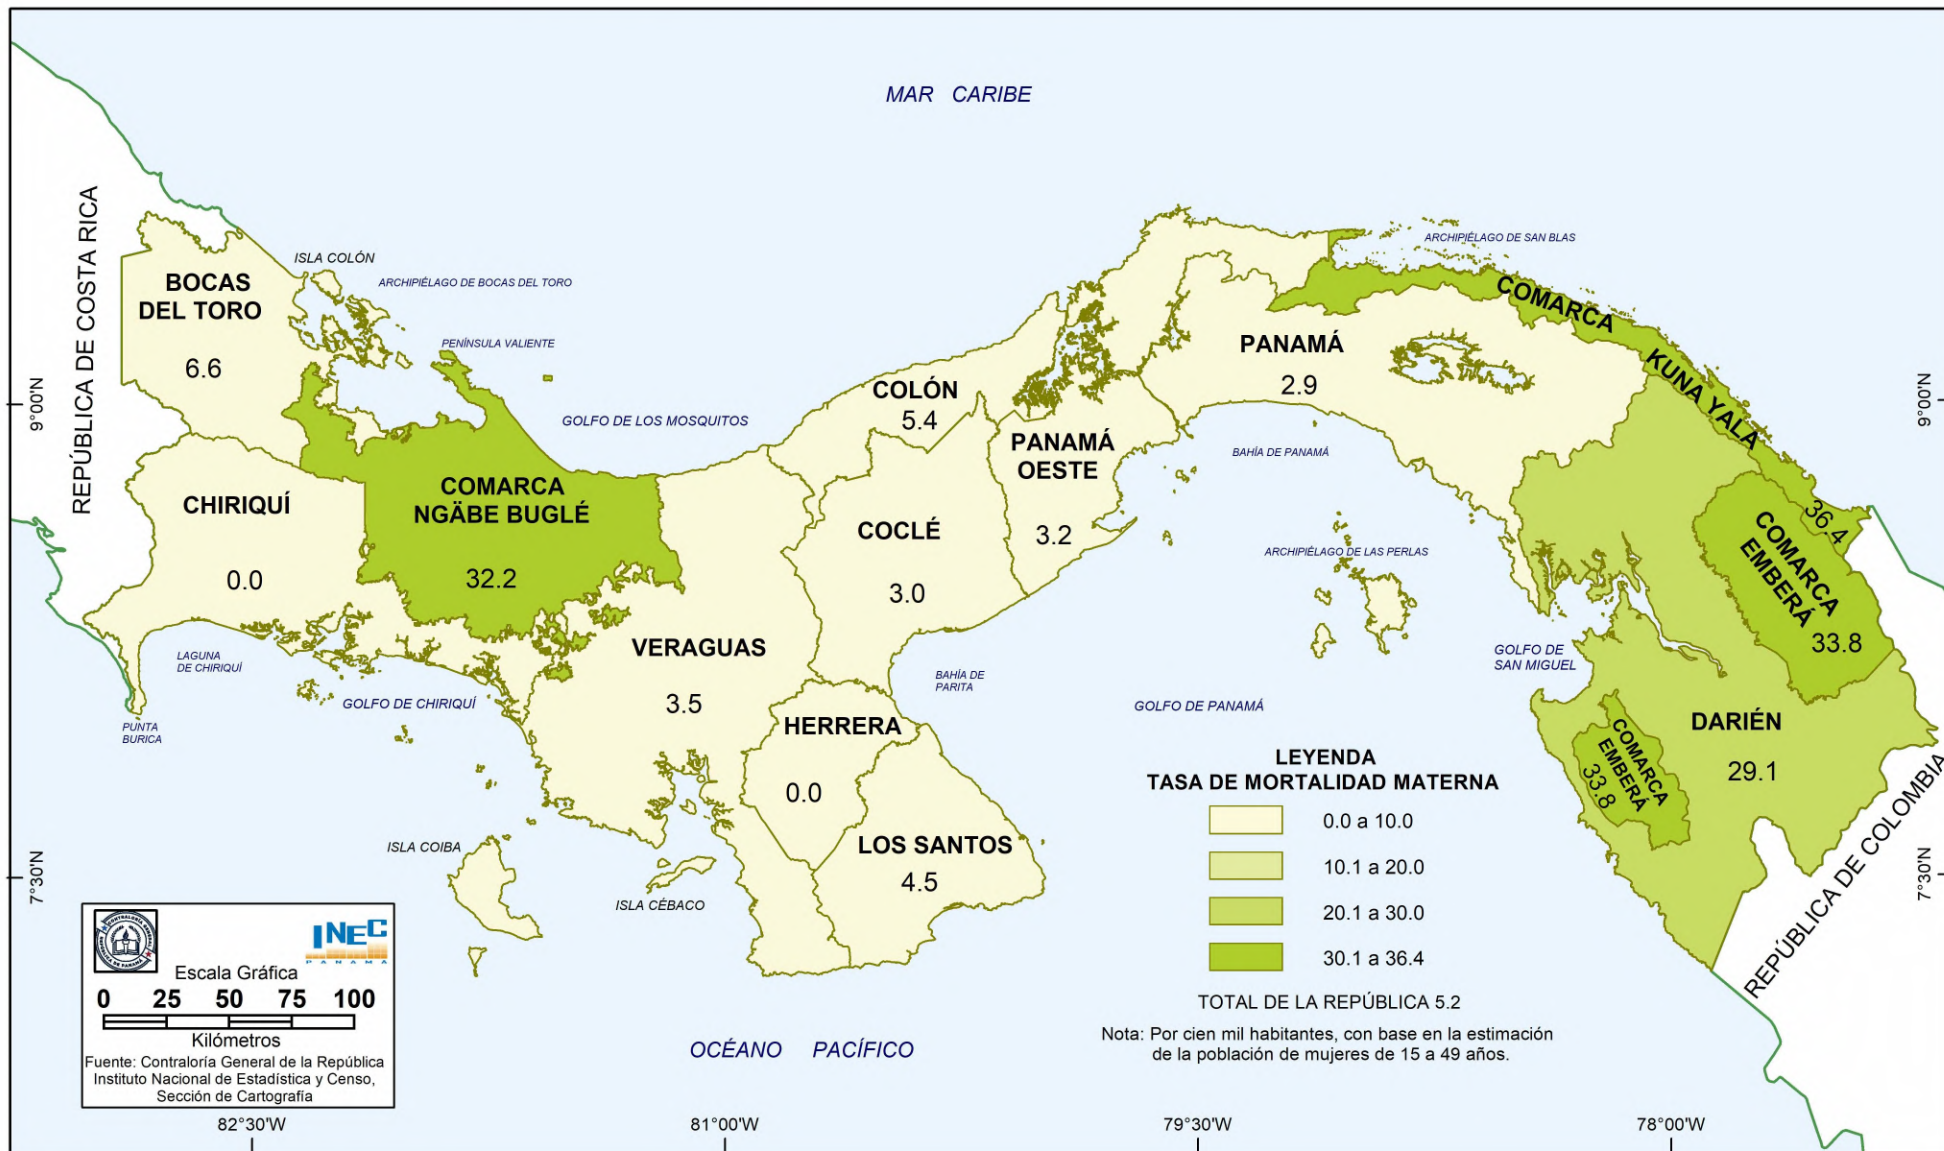 MAR CARIBE
REPÚBLICA DE COSTA RICA
ISLA COLÓN
ARCHIPIÉLAGO DE BOCAS DEL TORO
ARCHIPIÉLAGO DE SAN BLAS
BOCAS
DEL TORO
6.6
PENÍNSULA VALIENTE
COMARCA
KUNA YALA
36.4
PANAMÁ
2.9
COLÓN
5.4
GOLFO DE LOS MOSQUITOS
PANAMÁ
OESTE
3.2
BAHÍA DE PANAMÁ
CHIRIQUÍ
0.0
COMARCA
NGÄBE BUGLÉ
32.2
COCLÉ
3.0
ARCHIPIÉLAGO DE LAS PERLAS
COMARCA
EMBERÁ
33.8
VERAGUAS
3.5
LAGUNA
DE CHIRIQUÍ
GOLFO DE CHIRIQUÍ
PUNTA
BURICA
BAHÍA DE
PARITA
GOLFO DE
SAN MIGUEL
GOLFO DE PANAMÁ
HERRERA
0.0
DARIÉN
29.1
COMARCA
EMBERÁ
33.8
LOS SANTOS
4.5
ISLA COIBA
ISLA CÉBACO
REPÚBLICA DE COLOMBIA
LEYENDA
TASA DE MORTALIDAD MATERNA
0.0 a 10.0
10.1 a 20.0
20.1 a 30.0
30.1 a 36.4
TOTAL DE LA REPÚBLICA 5.2
Nota: Por cien mil habitantes, con base en la estimación
de la población de mujeres de 15 a 49 años.
OCÉANO PACÍFICO
INEC
PANAMÁ
Escala Gráfica
0 25 50 75 100
Kilómetros
Fuente: Contraloría General de la República
Instituto Nacional de Estadística y Censo,
Sección de Cartografía
9°00'N
7°30'N
9°00'N
7°30'N
82°30'W
81°00'W
79°30'W
78°00'W